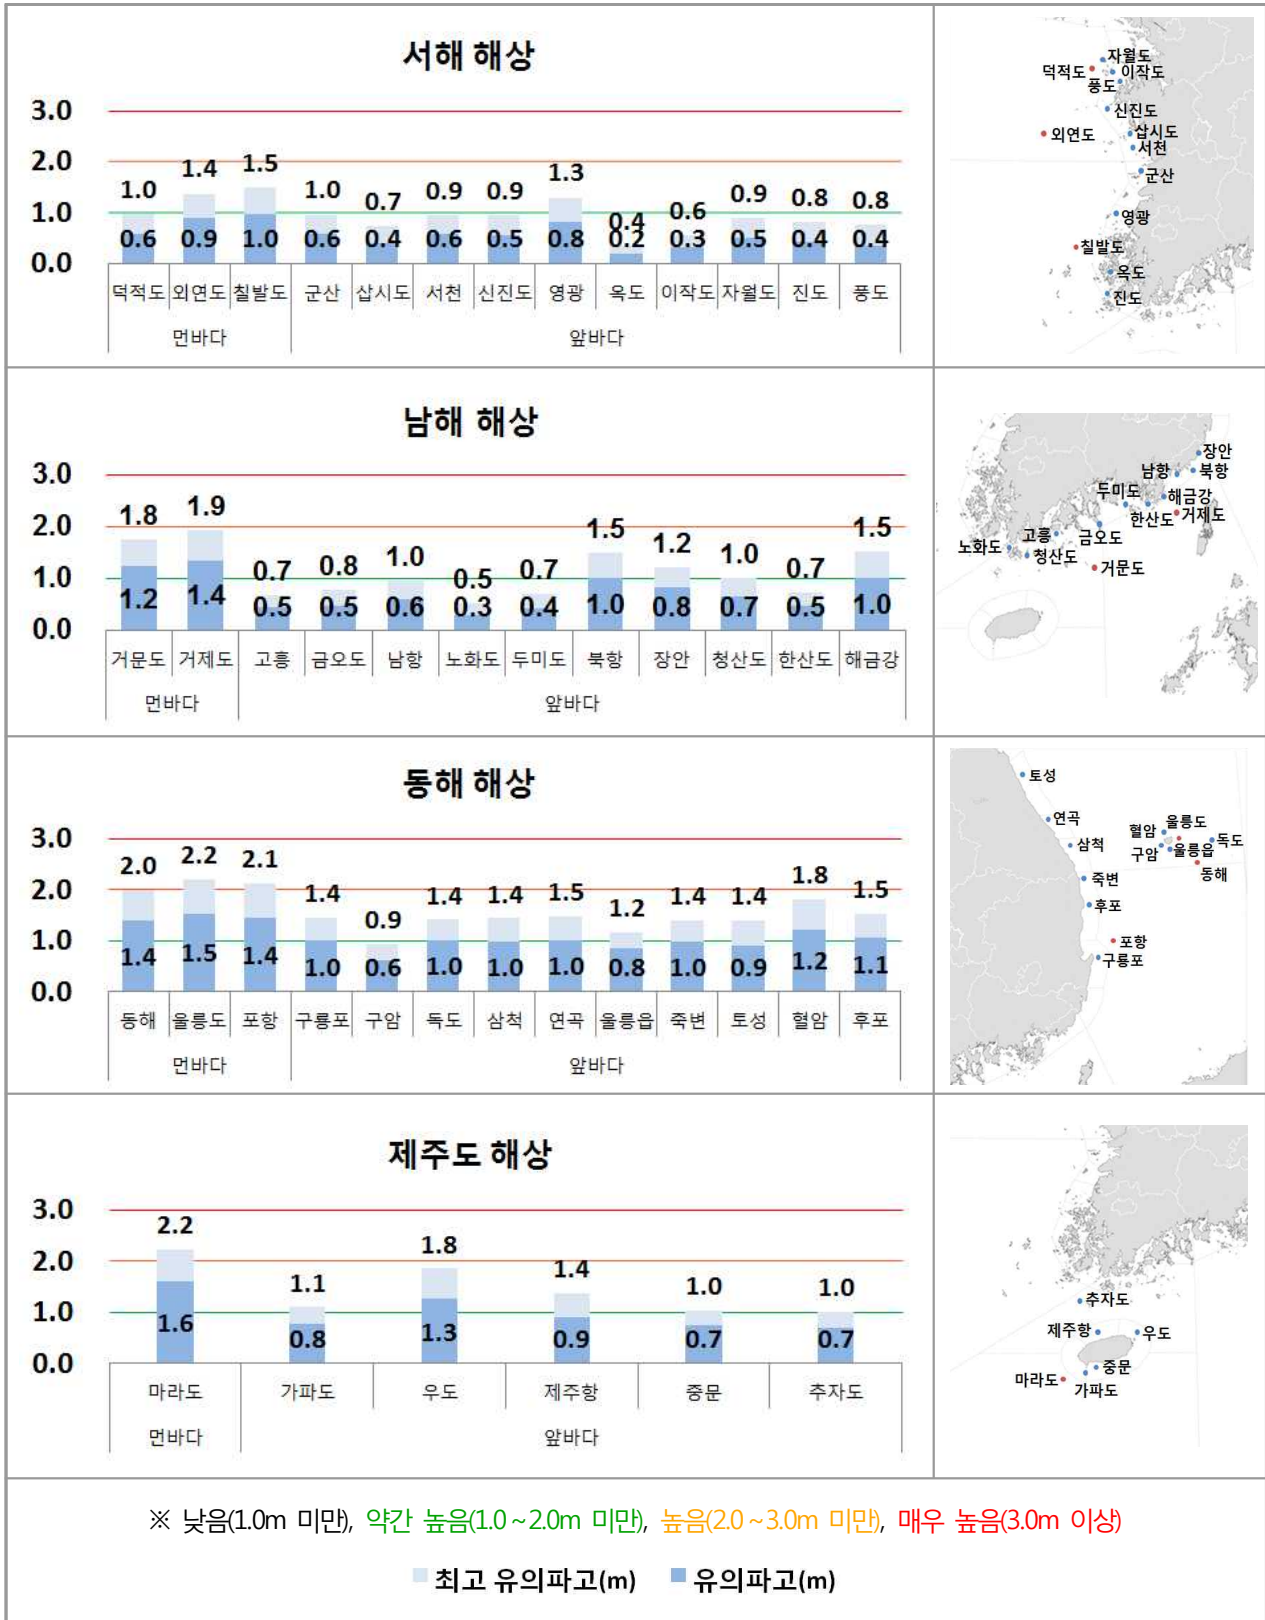 서해 해상
3.0
2.0
1.0
0.0
1.0 1.4 1.5 1.0 0.7 0.9 0.9 1.3 0.4 0.6 0.9 0.8 0.8
0.6 0.9 1.0 0.6 0.4 0.6 0.5 0.8 0.2 0.3 0.5 0.4 0.4
덕적도 외연도 칠발도 군산 삽시도 서천 신진도 영광 옥도 이작도 자월도 진도 풍도
먼바다 앞바다
자월도
덕적도 이작도
풍도
신진도
외연도 삽시도
서천
군산
영광
칠발도
옥도
진도
남해 해상
3.0
2.0
1.0
0.0
1.8 1.9 0.7 0.8 1.0 0.5 0.7 1.5 1.2 1.0 0.7 1.5
1.2 1.4 0.5 0.5 0.6 0.3 0.4 1.0 0.8 0.7 0.5 1.0
거문도 거제도 고흥 금오도 남항 노화도 두미도 북항 장안 청산도 한산도 해금강
먼바다 앞바다
장안
남항 북항
두미도 해금강
한산도 거제도
고흥 금오도
노화도 청산도
거문도
동해 해상
3.0
2.0
1.0
0.0
2.0 2.2 2.1 1.4 0.9 1.4 1.4 1.5 1.2 1.4 1.4 1.8 1.5
1.4 1.5 1.4 1.0 0.6 1.0 1.0 1.0 0.8 1.0 0.9 1.2 1.1
동해 울릉도 포항 구룡포 구암 독도 삼척 연곡 울릉읍 죽변 토성 혈암 후포
먼바다 앞바다
토성
연곡
혈암 울릉도
삼척 구암 울릉읍 독도
동해
죽변
후포
포항
구룡포
제주도 해상
3.0
2.0
1.0
0.0
2.2 1.1 1.8 1.4 1.0 1.0
1.6 0.8 1.3 0.9 0.7 0.7
마라도 가파도 우도 제주항 중문 추자도
먼바다 앞바다
추자도
제주항 우도
중문
마라도 가파도
※ 낮음(1.0m 미만), 약간 높음(1.0~2.0m 미만), 높음(2.0~3.0m 미만), 매우 높음(3.0m 이상)
최고 유의파고(m) 유의파고(m)